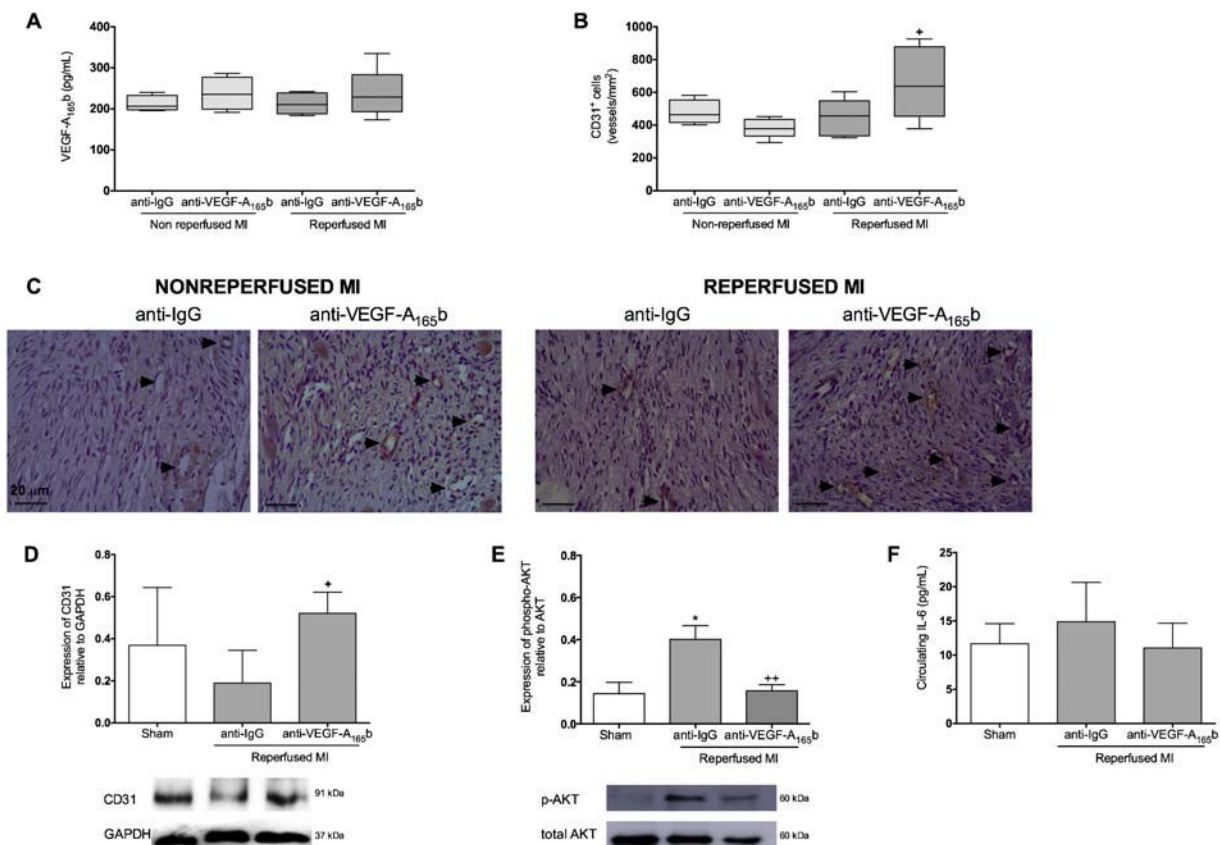 A
400
300
200
100
0
VEGF-A₁₆₅b (pg/mL)
anti-IgG anti-VEGF-A₁₆₅b anti-IgG anti-VEGF-A₁₆₅b
Non reperfused MI Reperfused MI
B
1000
800
600
400
200
0
CD31⁺ cells
(vessels/mm²)
+
anti-IgG anti-VEGF-A₁₆₅b anti-IgG anti-VEGF-A₁₆₅b
Non-reperfused MI Reperfused MI
C
NONREPERFUSED MI REPERFUSED MI
anti-IgG anti-VEGF-A₁₆₅b anti-IgG anti-VEGF-A₁₆₅b
20 µm
D
0.8
0.6
0.4
0.2
0.0
Expression of CD31
relative to GAPDH
+
Sham anti-IgG anti-VEGF-A₁₆₅b
Reperfused MI
CD31 91 kDa
GAPDH 37 kDa
E
0.8
0.6
0.4
0.2
0.0
Expression of phospho-AKT
relative to AKT
*
++
Sham anti-IgG anti-VEGF-A₁₆₅b
Reperfused MI
p-AKT 60 kDa
total AKT 60 kDa
F
25
20
15
10
5
0
Circulating IL-6 (pg/mL)
Sham anti-IgG anti-VEGF-A₁₆₅b
Reperfused MI